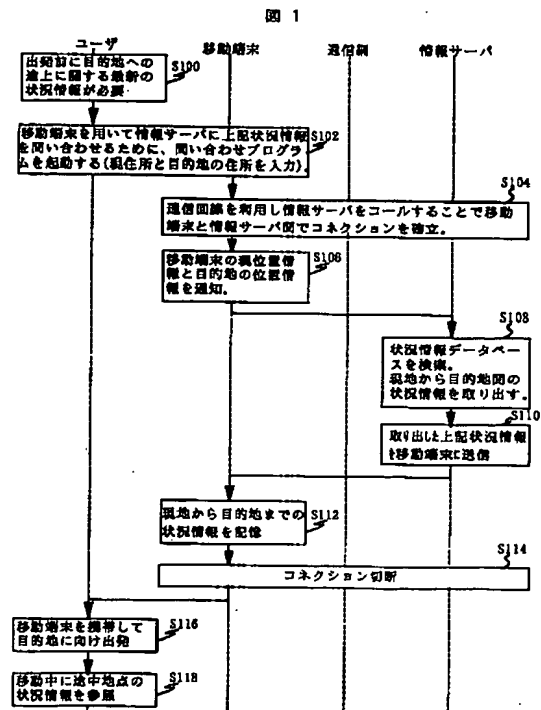 図 1
ユーザ
移動端末
通信網
情報サーバ
出発前に目的地への
途上に関する最新の
状況情報が必要
S100
移動端末を用いて情報サーバに上記状況情報
を問い合わせるために、問い合わせプログラ
ムを起動する(現住所と目的地の住所を入力)。
S102
S104
通信回線を利用し情報サーバをコールすることで移動
端末と情報サーバ間でコネクションを確立。
移動端末の現位置情
報と目的地の位置情
報を通知。
S106
S108
状況情報データベー
スを検索。
現地から目的地間の
状況情報を取り出す。
S110
取り出した上記状況情報
を移動端末に送信
現地から目的地までの
状況情報を記憶
S112
S114
コネクション切断
移動端末を携帯して
目的地に向け出発
S116
移動中に途中地点の
状況情報を参照
S118